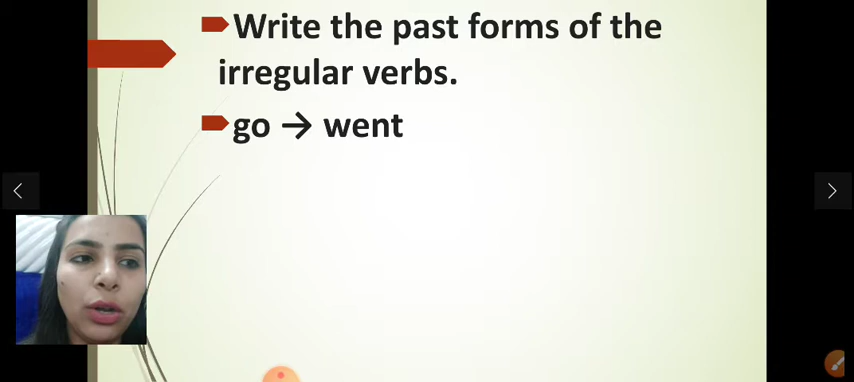 Write the past forms of the
irregular verbs.
go → went